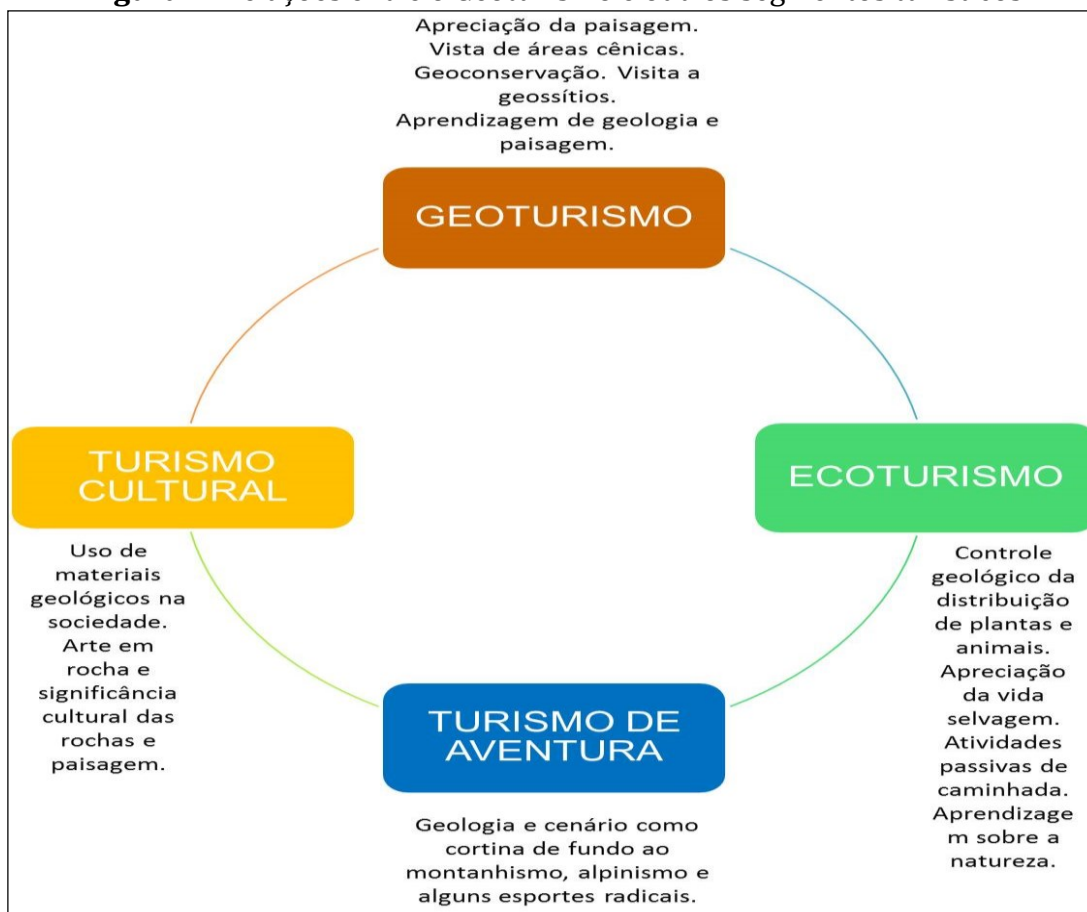 Apreciação da paisagem.
Vista de áreas cênicas.
Geoconservação. Visita a
geossítios.
Aprendizagem de geologia e
paisagem.
GEOTURISMO
TURISMO
CULTURAL
Uso de
materiais
geológicos na
sociedade.
Arte em
rocha e
significância
cultural das
rochas e
paisagem.
ECOTURISMO
Controle
geológico da
distribuição
de plantas e
animais.
Apreciação
da vida
selvagem.
Atividades
passivas de
caminhada.
Aprendizage
m sobre a
natureza.
TURISMO DE
AVENTURA
Geologia e cenário como
cortina de fundo ao
montanhismo, alpinismo e
alguns esportes radicais.